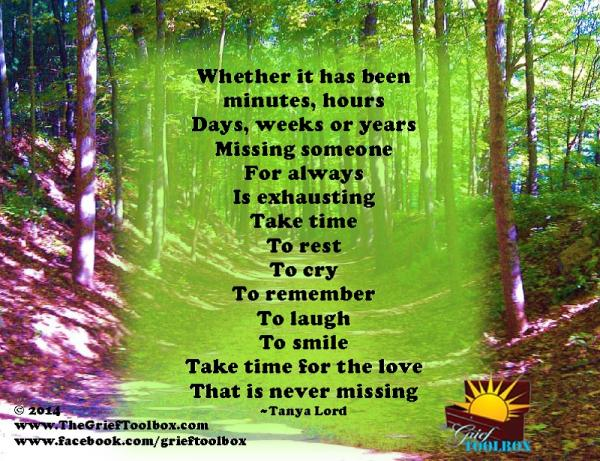 Whether it has been
minutes, hours
Days, weeks or years
Missing someone
For always
Is exhausting
Take time
To rest
To cry
To remember
To laugh
To smile
Take time for the love
That is never missing
~Tanya Lord
© 2014
www.TheGriefToolbox.com
www.facebook.com/grieftoolbox
Grief
TOOLBOX